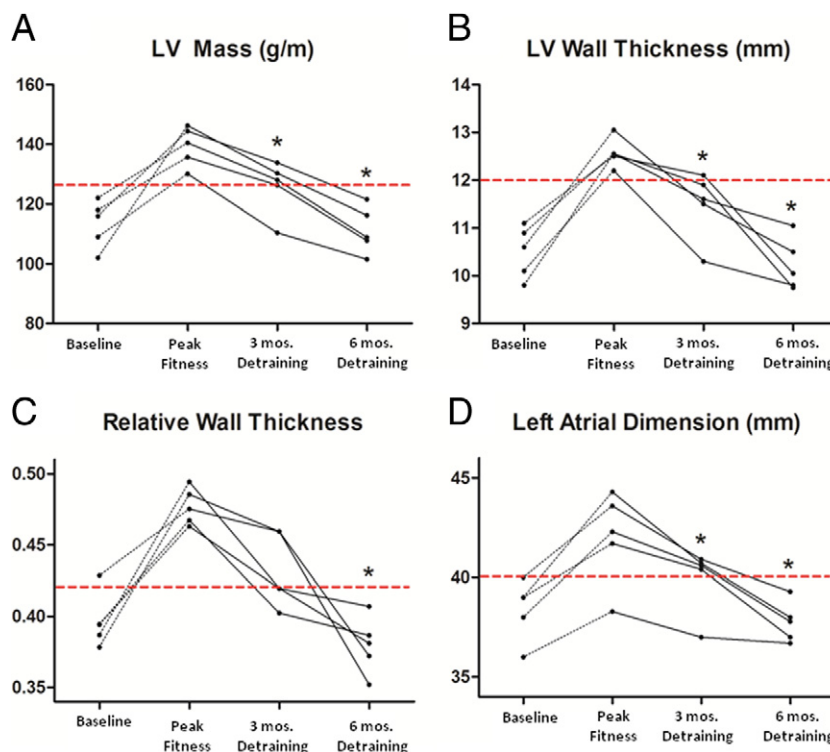 A
LV Mass (g/m)
160
140
120
100
80
*
*
Baseline
Peak
Fitness
3 mos.
Detraining
6 mos.
Detraining
B
LV Wall Thickness (mm)
14
13
12
11
10
9
*
*
Baseline
Peak
Fitness
3 mos.
Detraining
6 mos.
Detraining
C
Relative Wall Thickness
0.50
0.45
0.40
0.35
*
Baseline
Peak
Fitness
3 mos.
Detraining
6 mos.
Detraining
D
Left Atrial Dimension (mm)
45
40
35
*
*
Baseline
Peak
Fitness
3 mos.
Detraining
6 mos.
Detraining